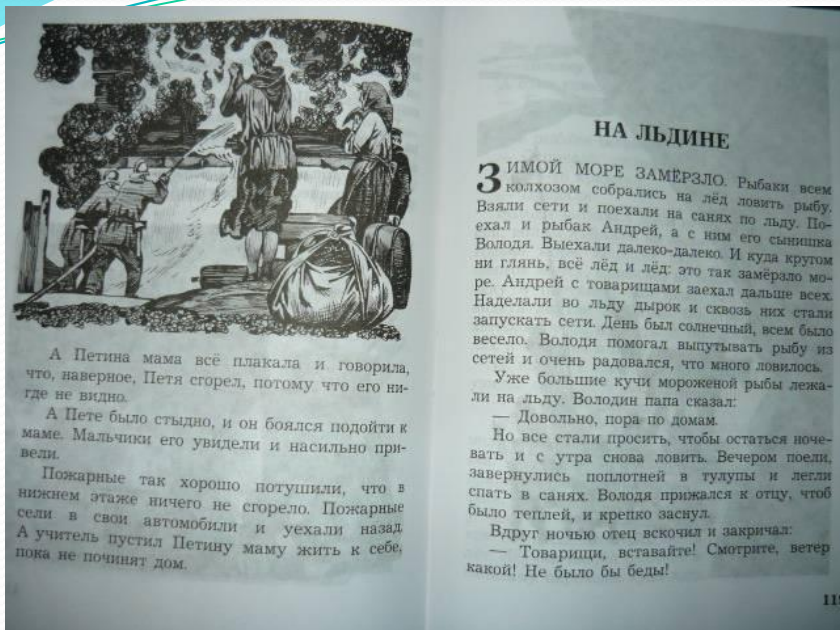 А Петина мама всё плакала и говорила,
что, наверное, Петя сгорел, потому что его ни-
где не видно.
А Пете было стыдно, и он боялся подойти к
маме. Мальчики его увидели и насильно при-
вели.
Пожарные так хорошо потушили, что в
нижнем этаже ничего не сгорело. Пожарные
сели в свои автомобили и уехали назад.
А учитель пустил Петину маму жить к себе,
пока не починят дом.
НА ЛЬДИНЕ
ЗИМОЙ МОРЕ ЗАМЁРЗЛО. Рыбаки всем
колхозом собрались на лёд ловить рыбу.
Взяли сети и поехали на санях по льду. По-
ехал и рыбак Андрей, а с ним его сынишка
Володя. Выехали далеко-далеко. И куда кругом
ни глянь, всё лёд и лёд: это так замёрзло мо-
ре. Андрей с товарищами заехал дальше всех.
Наделали во льду дырок и сквозь них стали
запускать сети. День был солнечный, всем было
весело. Володя помогал выпутывать рыбу из
сетей и очень радовался, что много ловилось.
Уже большие кучи мороженой рыбы лежа-
ли на льду. Володин папа сказал:
— Довольно, пора по домам.
Но все стали просить, чтобы остаться ноче-
вать и с утра снова ловить. Вечером поели,
завернулись поплотней в тулупы и легли
спать в санях. Володя прижался к отцу, чтоб
было теплей, и крепко заснул.
Вдруг ночью отец вскочил и закричал:
— Товарищи, вставайте! Смотрите, ветер
какой! Не было бы беды!